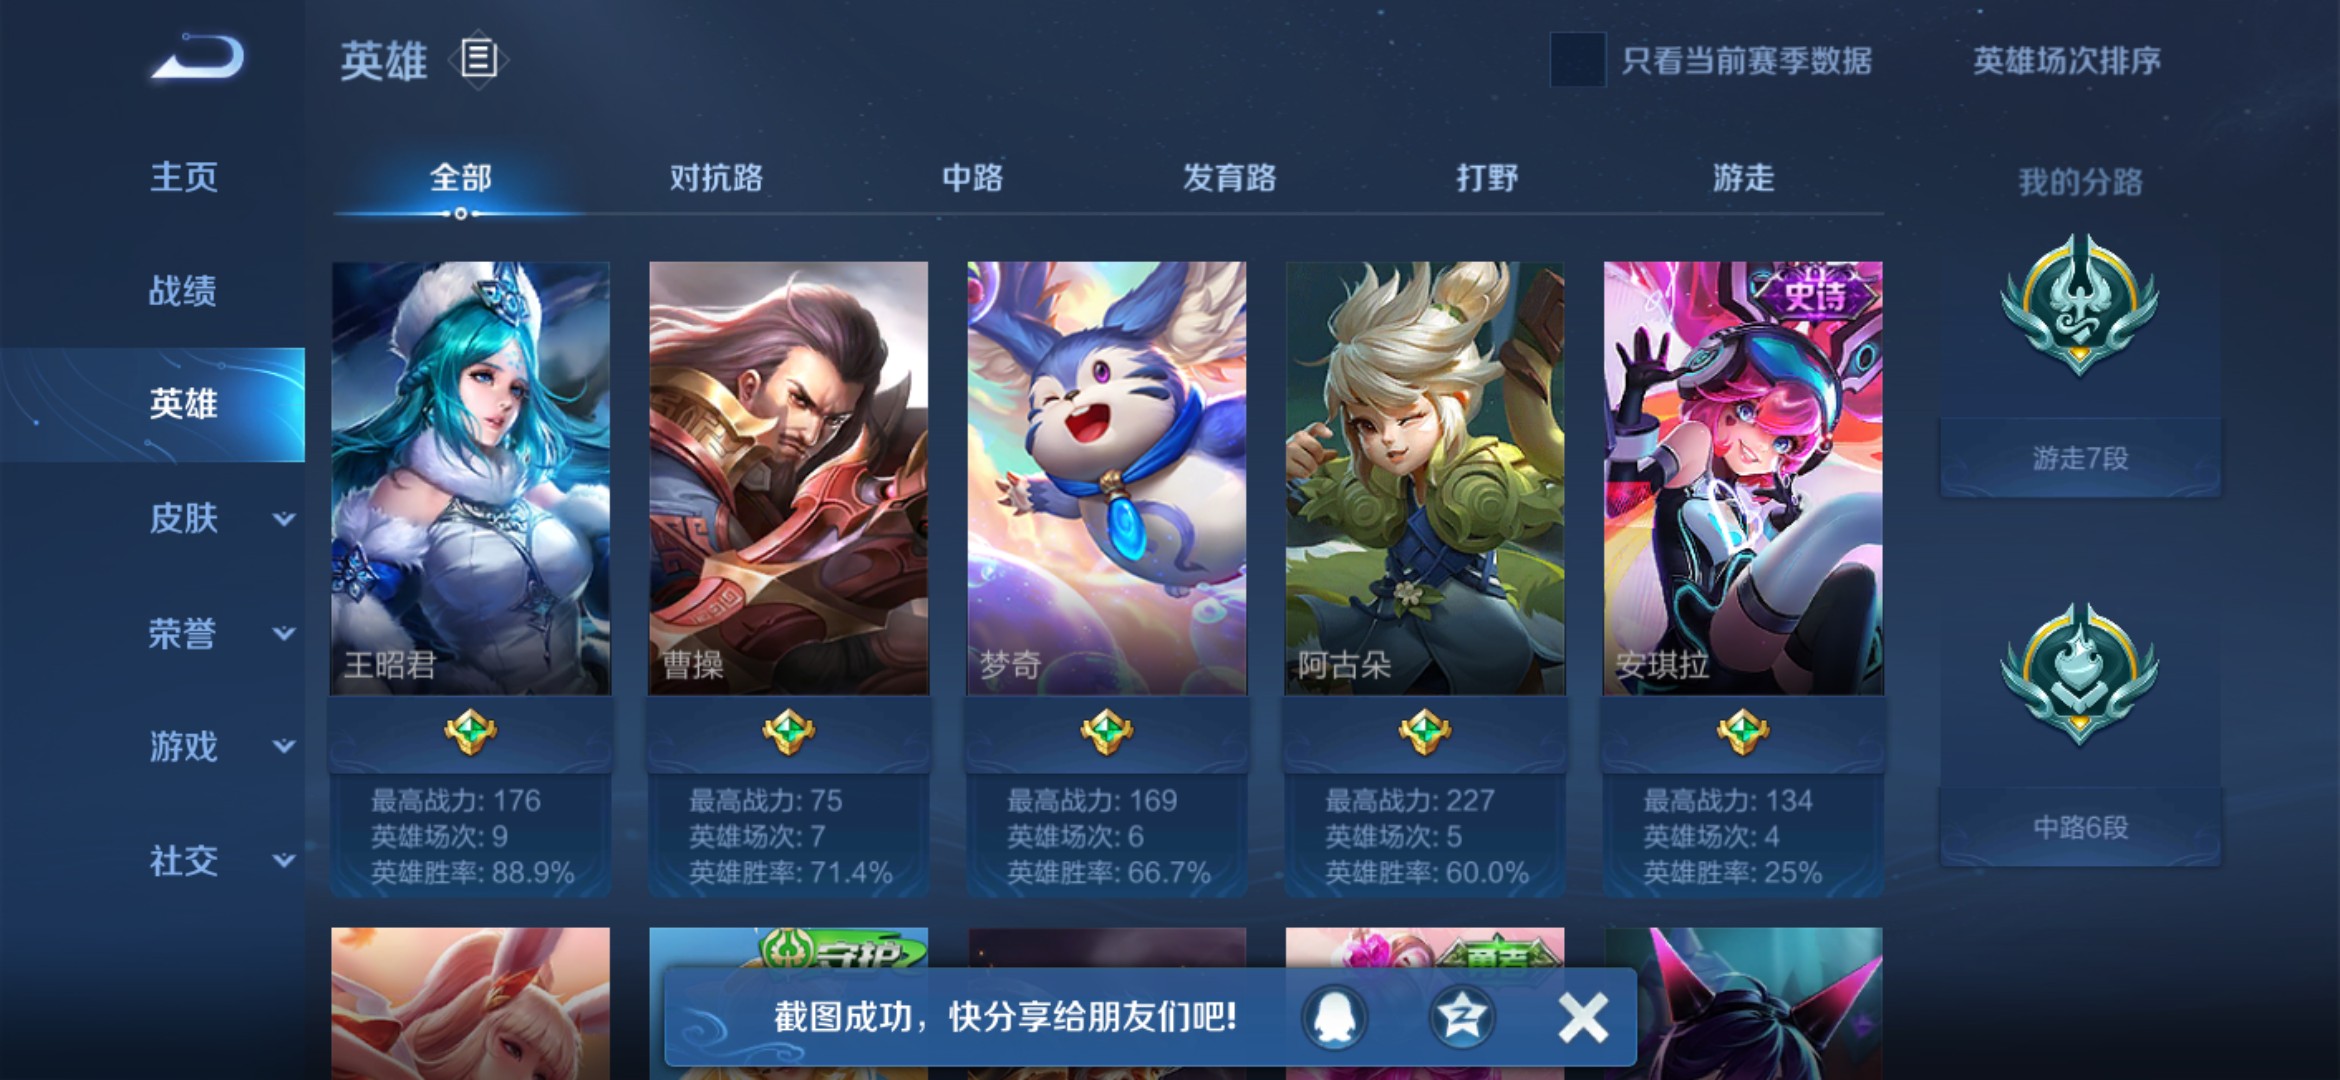 英雄
只看当前赛季数据
英雄场次排序
主页
战绩
英雄
皮肤
荣誉
游戏
社交
全部
对抗路
中路
发育路
打野
游走
我的分路
史诗
王昭君
曹操
梦奇
阿古朵
安琪拉
最高战力: 176
英雄场次: 9
英雄胜率: 88.9%
最高战力: 75
英雄场次: 7
英雄胜率: 71.4%
最高战力: 169
英雄场次: 6
英雄胜率: 66.7%
最高战力: 227
英雄场次: 5
英雄胜率: 60.0%
最高战力: 134
英雄场次: 4
英雄胜率: 25%
游走7段
中路6段
守护
勇者
截图成功，快分享给朋友们吧!